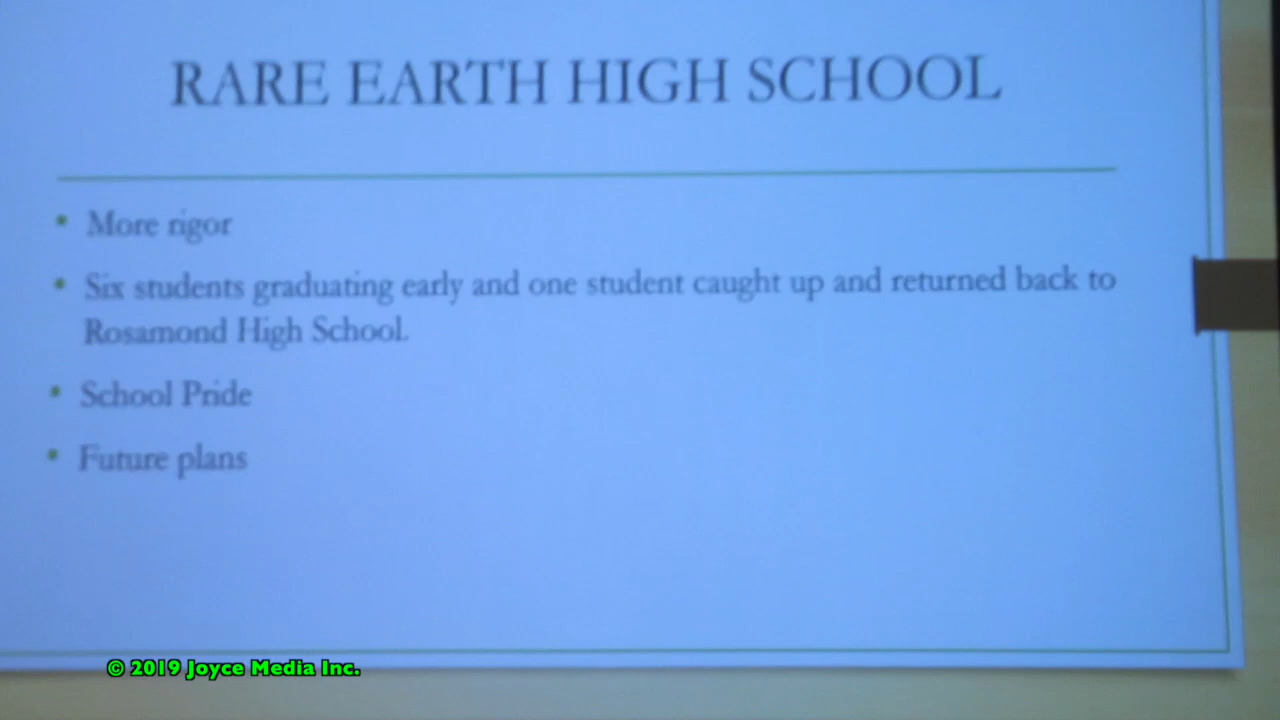 RARE EARTH HIGH SCHOOL
• More rigor
• Six students graduating early and one student caught up and returned back to
Rosamond High School.
• School Pride
• Future plans
© 2019 Joyce Media Inc.